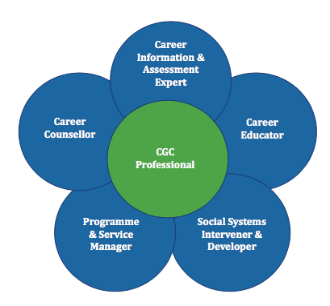 Career
Information &
Assessment
Expert
Career
Counsellor
Career
Educator
CGC
Professional
Programme
& Service
Manager
Social Systems
Intervener &
Developer